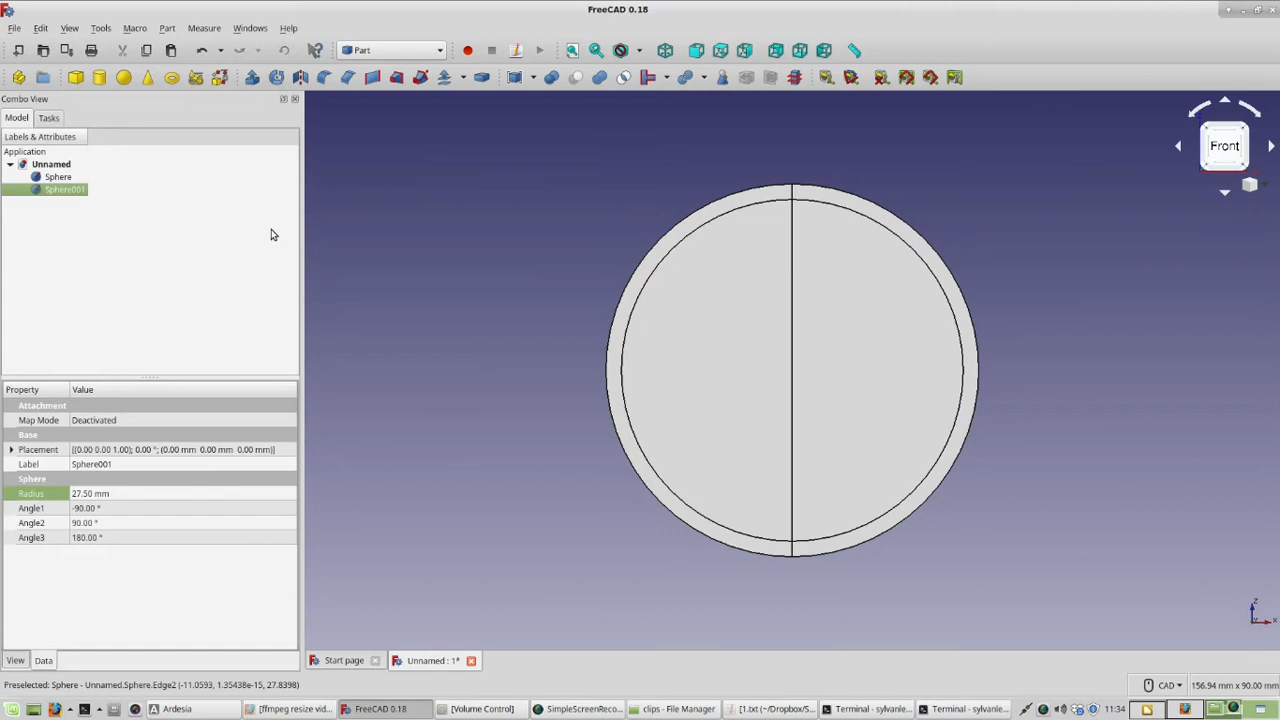 FreeCAD 0.18
File Edit View Tools Macro Part Measure Windows Help
Part
Combo View
Model Tasks
Labels & Attributes
Application
Unnamed
Sphere
Sphere001
Front
Property Value
Attachment
Map Mode Deactivated
Base
Placement [(0.00 0.00 1.00); 0.00 °; (0.00 mm 0.00 mm 0.00 mm)]
Label Sphere001
Sphere
Radius 27.50 mm
Angle1 -90.00 °
Angle2 90.00 °
Angle3 180.00 °
Z
X
View Data
Start page Unnamed : 1*
Preselected: Sphere - Unnamed.Sphere.Edge2 (-11.0593, 1.35438e-15, 27.8398)
CAD 156.94 mm x 90.00 mm
Ardesia [ffmpeg resize vid... FreeCAD 0.18 [Volume Control] SimpleScreenReco... clips - File Manager [1.txt (~/Dropbox/S... Terminal - sylvanle... Terminal - sylvanle... 11:34